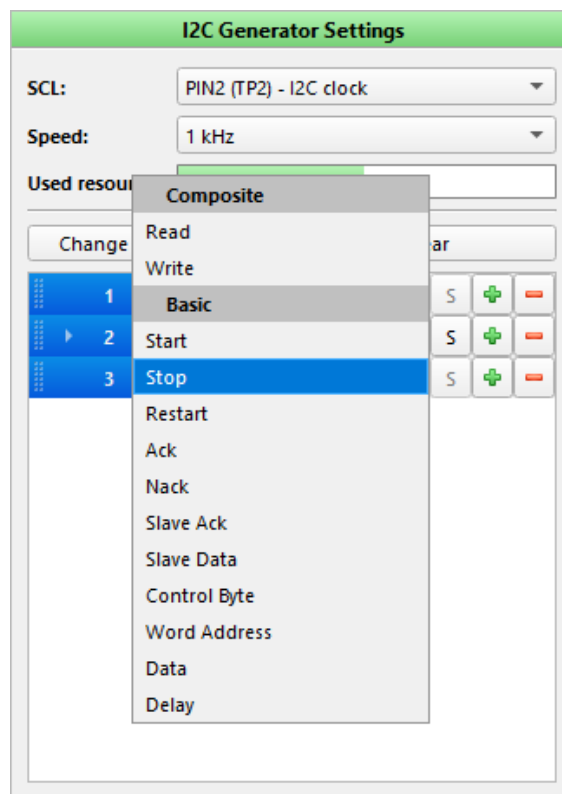 I2C Generator Settings
SCL: PIN2 (TP2) - I2C clock
Speed: 1 kHz
Used resour
Composite
Change
ar
Read
Write
1 S
Basic
2 Start S
3 Stop S
Restart
Ack
Nack
Slave Ack
Slave Data
Control Byte
Word Address
Data
Delay